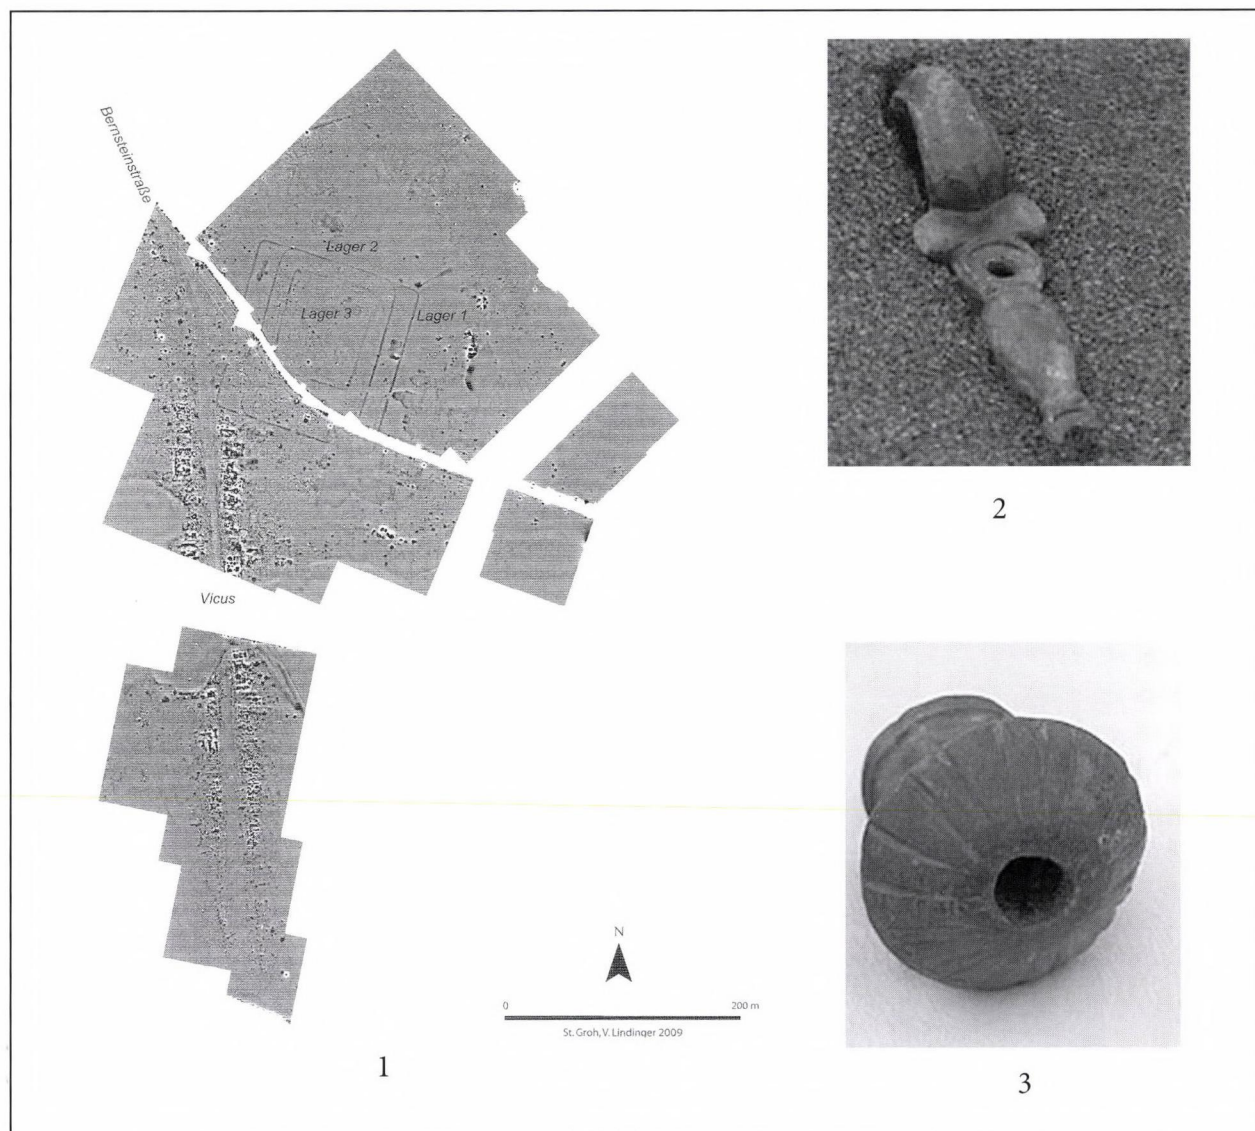 Bernsteinstraße
Lager 2
Lager 3
Lager 1
Vicus
N
0 200 m
St. Groh, V. Lindinger 2009
1
2
3